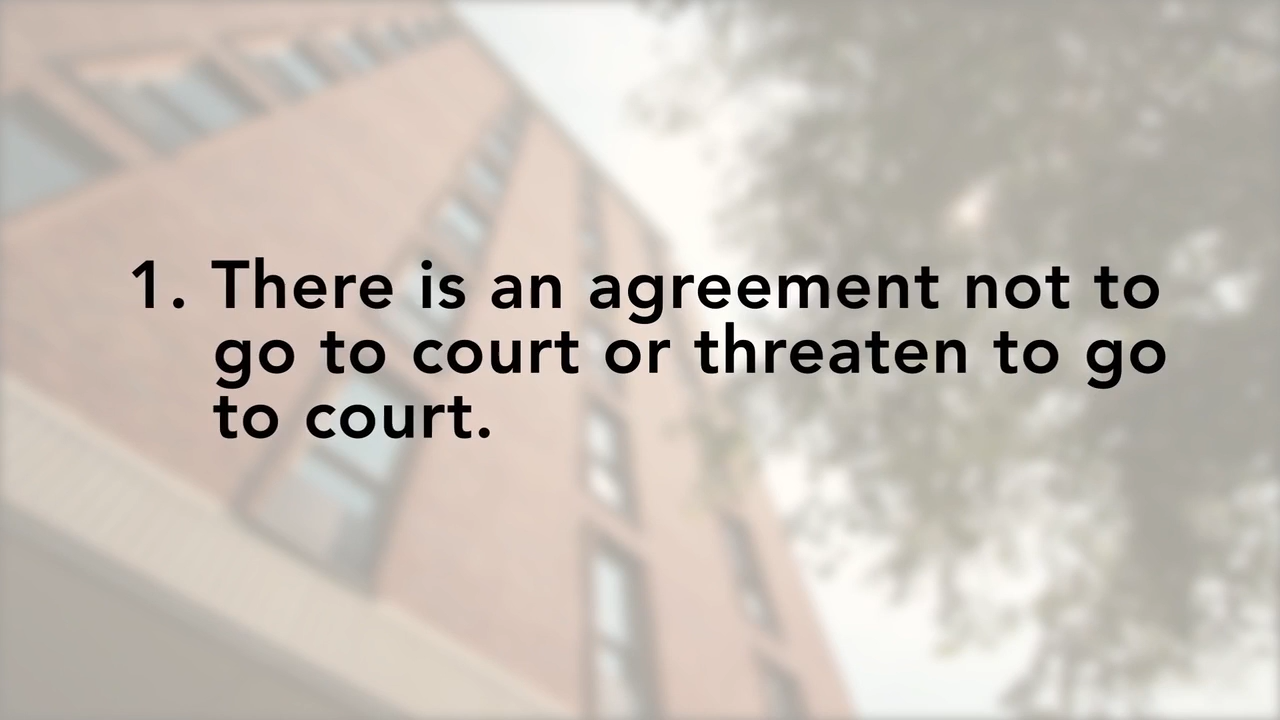 1. There is an agreement not to
go to court or threaten to go
to court.